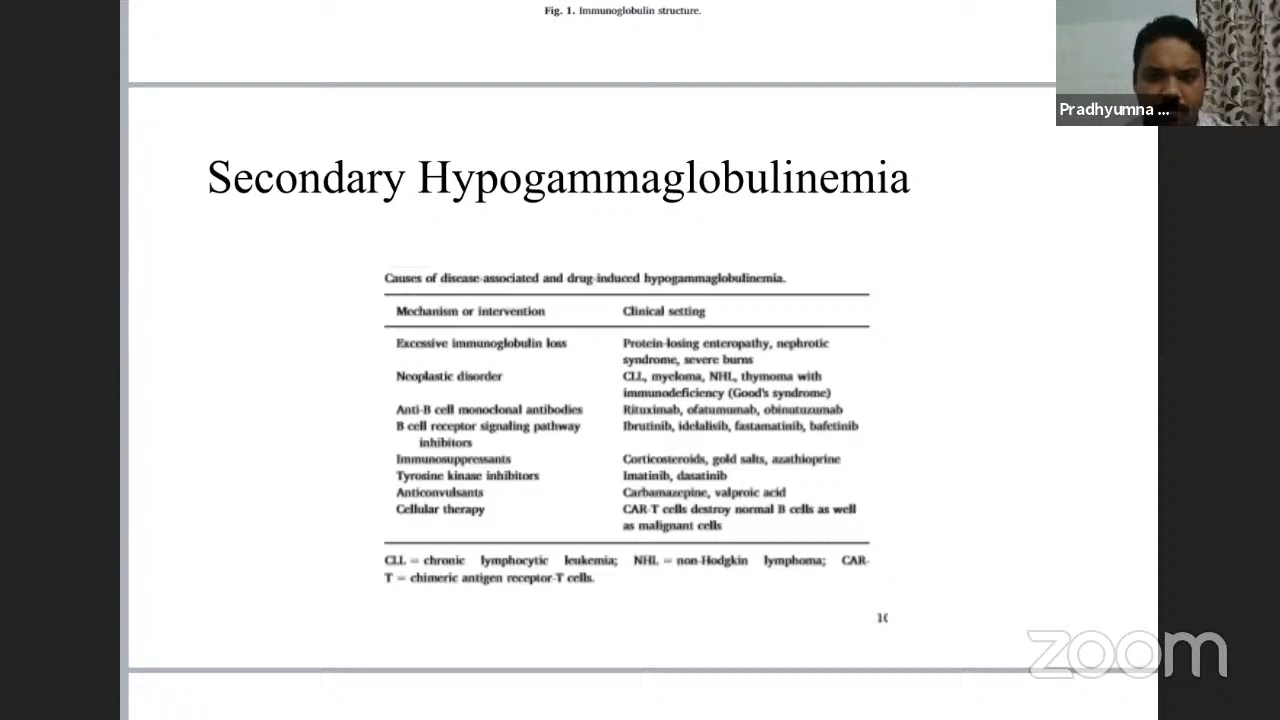 Fig. 1. Immunoglobulin structure.
Pradhyumna ...
Secondary Hypogammaglobulinemia
Causes of disease-associated and drug-induced hypogammaglobulinemia.
Mechanism or intervention Clinical setting
Excessive immunoglobulin loss Protein-losing enteropathy, nephrotic
syndrome, severe burns
Neoplastic disorder CLL, myeloma, NHL, thymoma with
immunodeficiency (Good's syndrome)
Anti-B cell monoclonal antibodies Rituximab, ofatumumab, obinutuzumab
B cell receptor signaling pathway Ibrutinib, idelalisib, fastamatinib, bafetinib
inhibitors
Immunosuppressants Corticosteroids, gold salts, azathioprine
Tyrosine kinase inhibitors Imatinib, dasatinib
Anticonvulsants Carbamazepine, valproic acid
Cellular therapy CAR-T cells destroy normal B cells as well
as malignant cells
CLL = chronic lymphocytic leukemia; NHL = non-Hodgkin lymphoma; CAR-
T = chimeric antigen receptor-T cells.
zoom